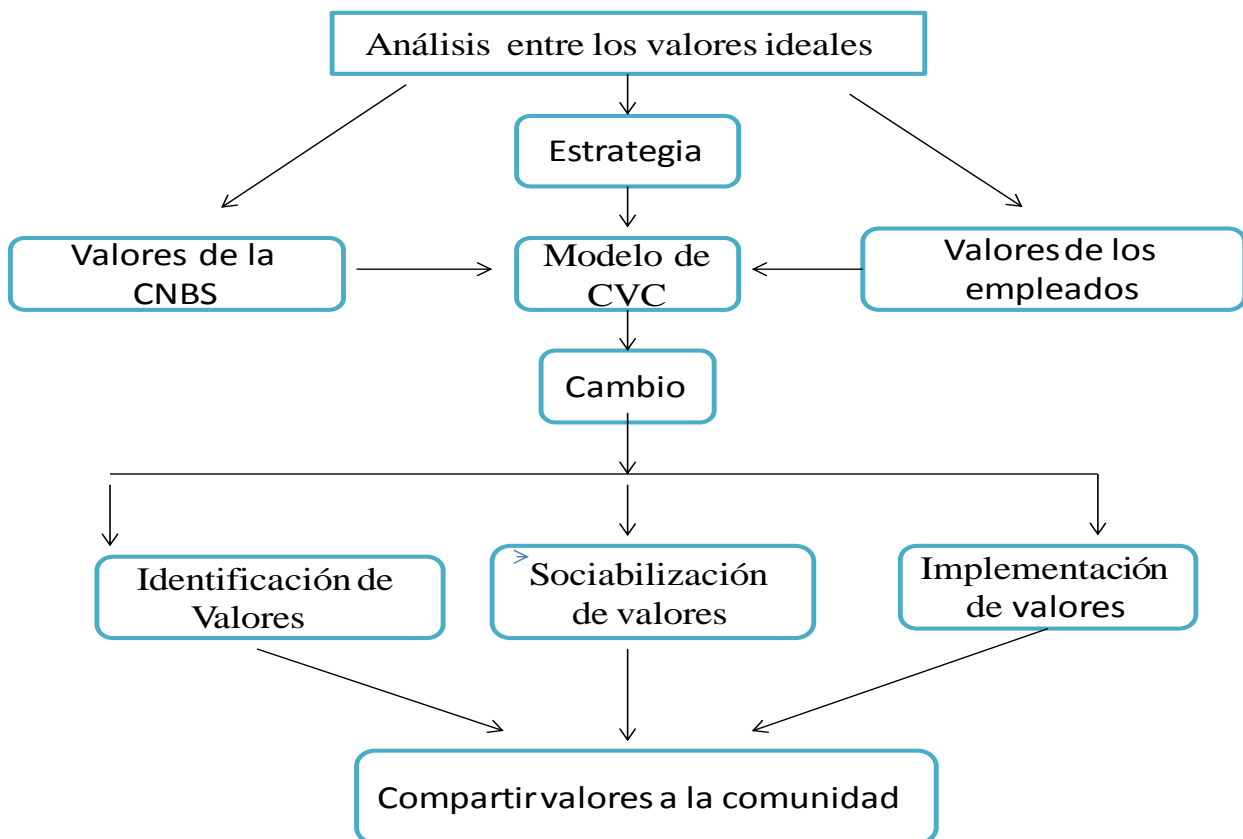 Análisis entre los valores ideales
Estrategia
Valores de la
CNBS
Modelo de
CVC
Valores de los
empleados
Cambio
Identificación de
Valores
Sociabilización
de valores
Implementación
de valores
Compartir valores a la comunidad